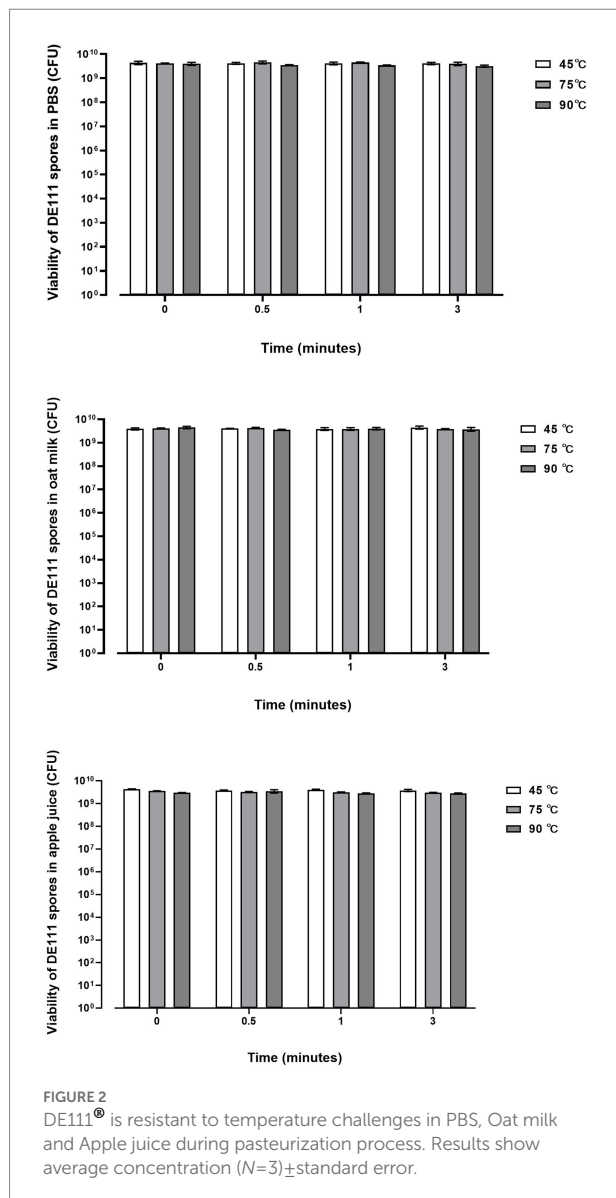 Viability of DE111 spores in PBS (CFU)
10¹⁰
10⁹
10⁸
10⁷
10⁶
10⁵
10⁴
10³
10²
10¹
10⁰
0
0.5
1
3
Time (minutes)
45°C
75°C
90°C
Viability of DE111 spores in oat milk (CFU)
10¹⁰
10⁹
10⁸
10⁷
10⁶
10⁵
10⁴
10³
10²
10¹
10⁰
0
0.5
1
3
Time (minutes)
45 °C
75 °C
90 °C
Viability of DE111 spores in apple juice (CFU)
10¹⁰
10⁹
10⁸
10⁷
10⁶
10⁵
10⁴
10³
10²
10¹
10⁰
0
0.5
1
3
Time (minutes)
45 °C
75 °C
90 °C
FIGURE 2
DE111® is resistant to temperature challenges in PBS, Oat milk
and Apple juice during pasteurization process. Results show
average concentration (N=3)±standard error.